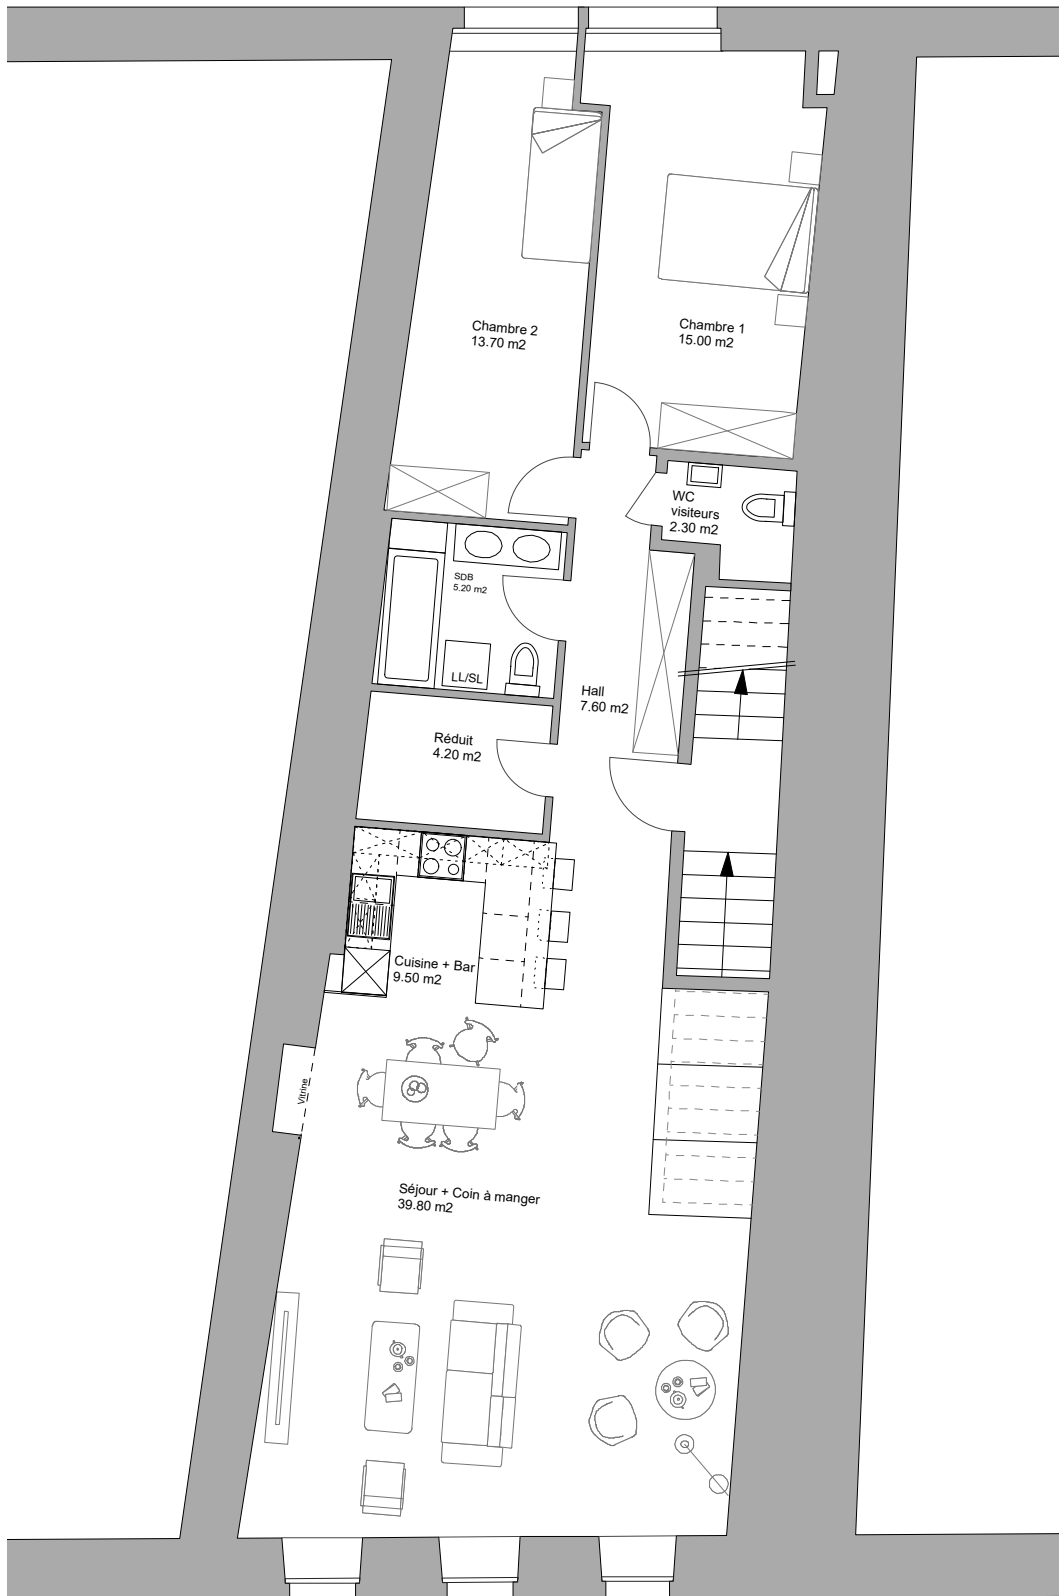 Chambre 2
13.70 m2
Chambre 1
15.00 m2
WC
visiteurs
2.30 m2
SDB
5.20 m2
LL/SL
Hall
7.60 m2
Réduit
4.20 m2
Cuisine + Bar
9.50 m2
Vitrine
Séjour + Coin à manger
39.80 m2